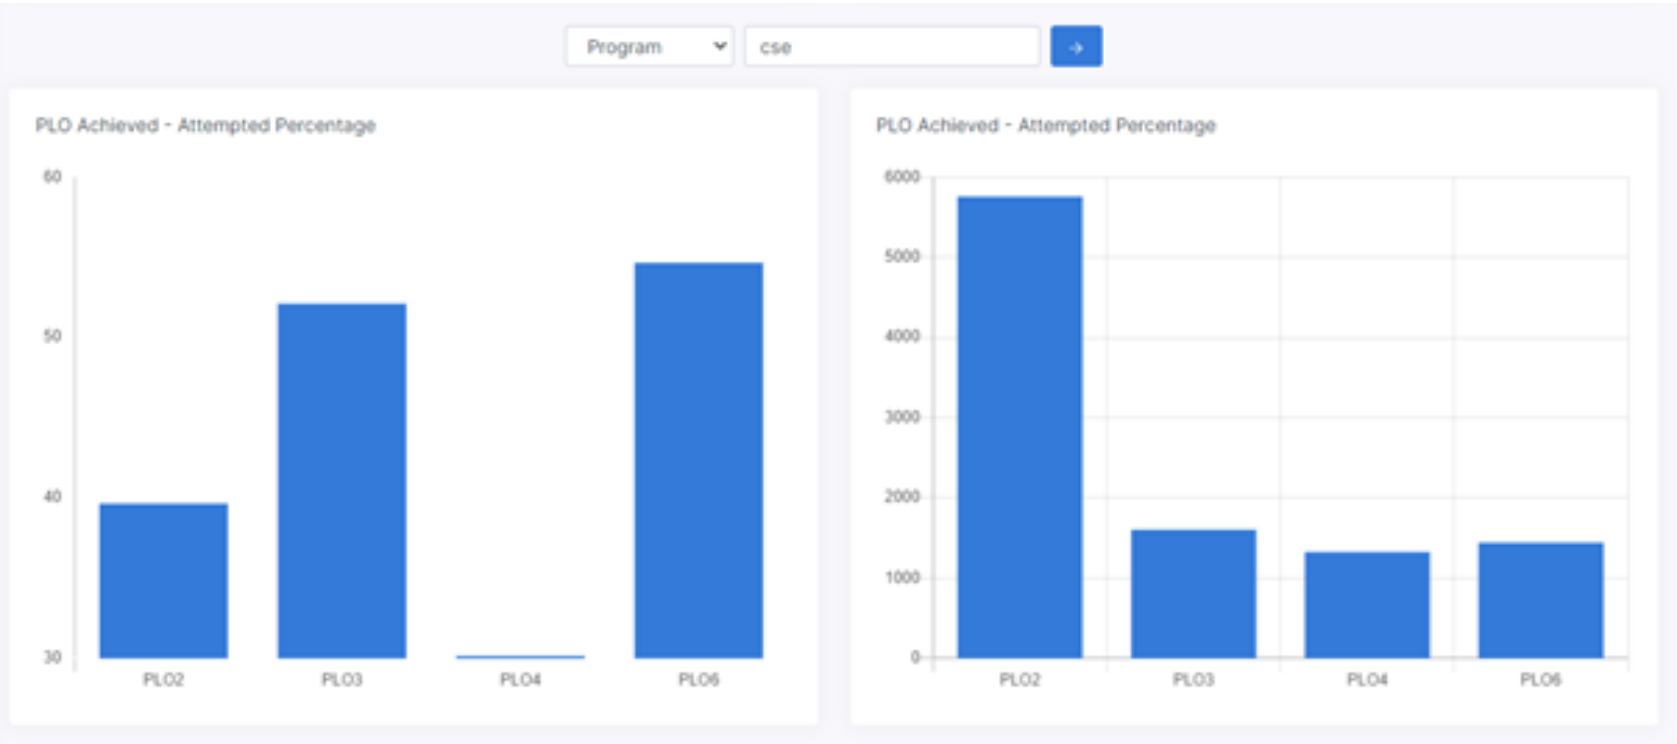 Program cse →
PLO Achieved - Attempted Percentage
60
50
40
30
PLO2 PLO3 PLO4 PLO6
PLO Achieved - Attempted Percentage
6000
5000
4000
3000
2000
1000
0
PLO2 PLO3 PLO4 PLO6